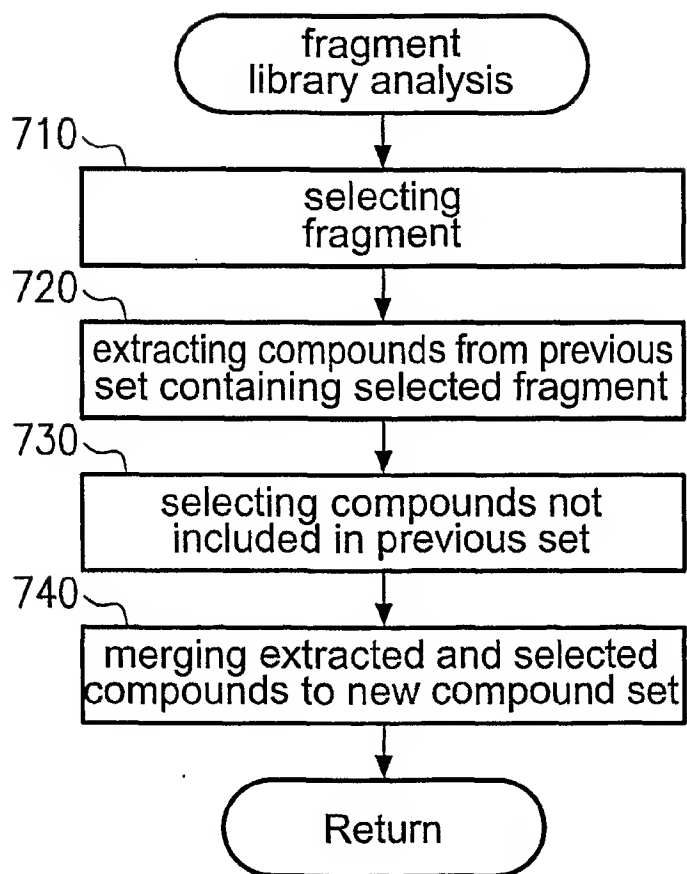 fragment
library analysis
710
selecting
fragment
720
extracting compounds from previous
set containing selected fragment
730
selecting compounds not
included in previous set
740
merging extracted and selected
compounds to new compound set
Return